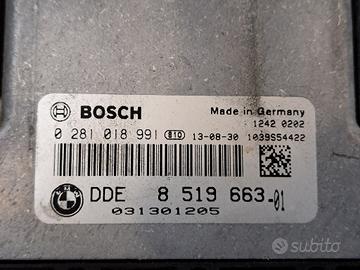 BOSCH
Made in Germany
1242 0202
0 281 018 991 B1D 13-08-30 1039S54422
DDE 8 519 663-01
031301205
subito